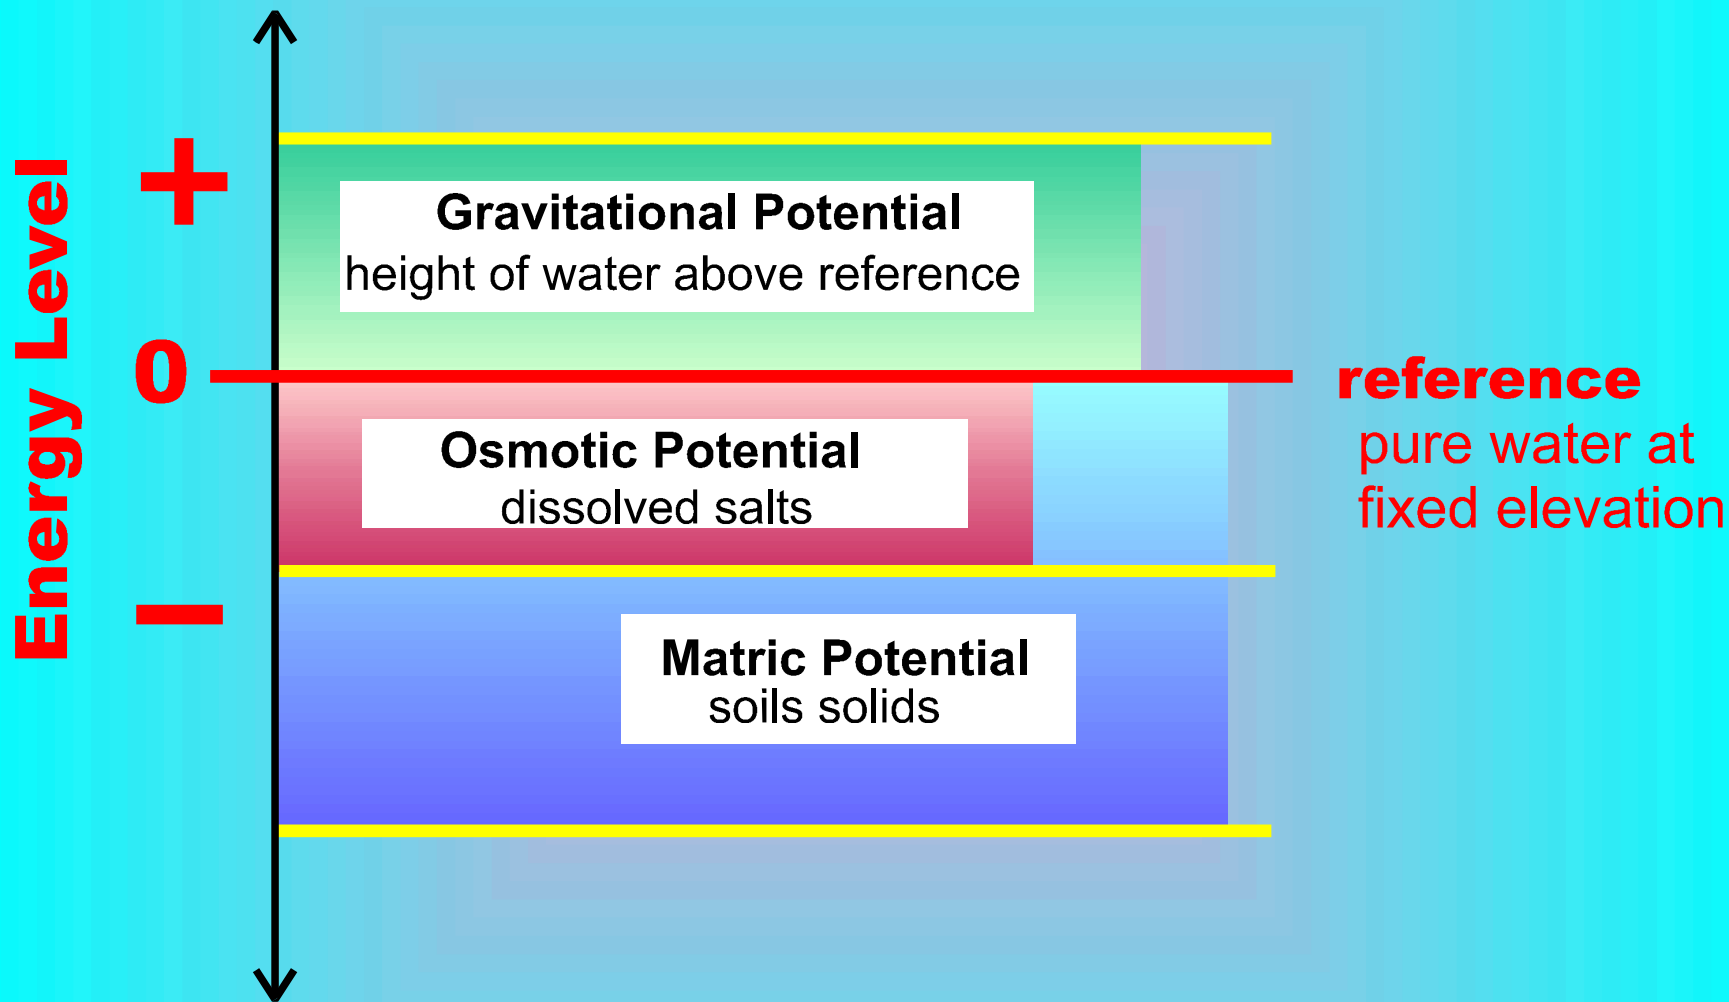 Energy Level
+
Gravitational Potential
height of water above reference
0
reference
pure water at
fixed elevation
Osmotic Potential
dissolved salts
−
Matric Potential
soils solids